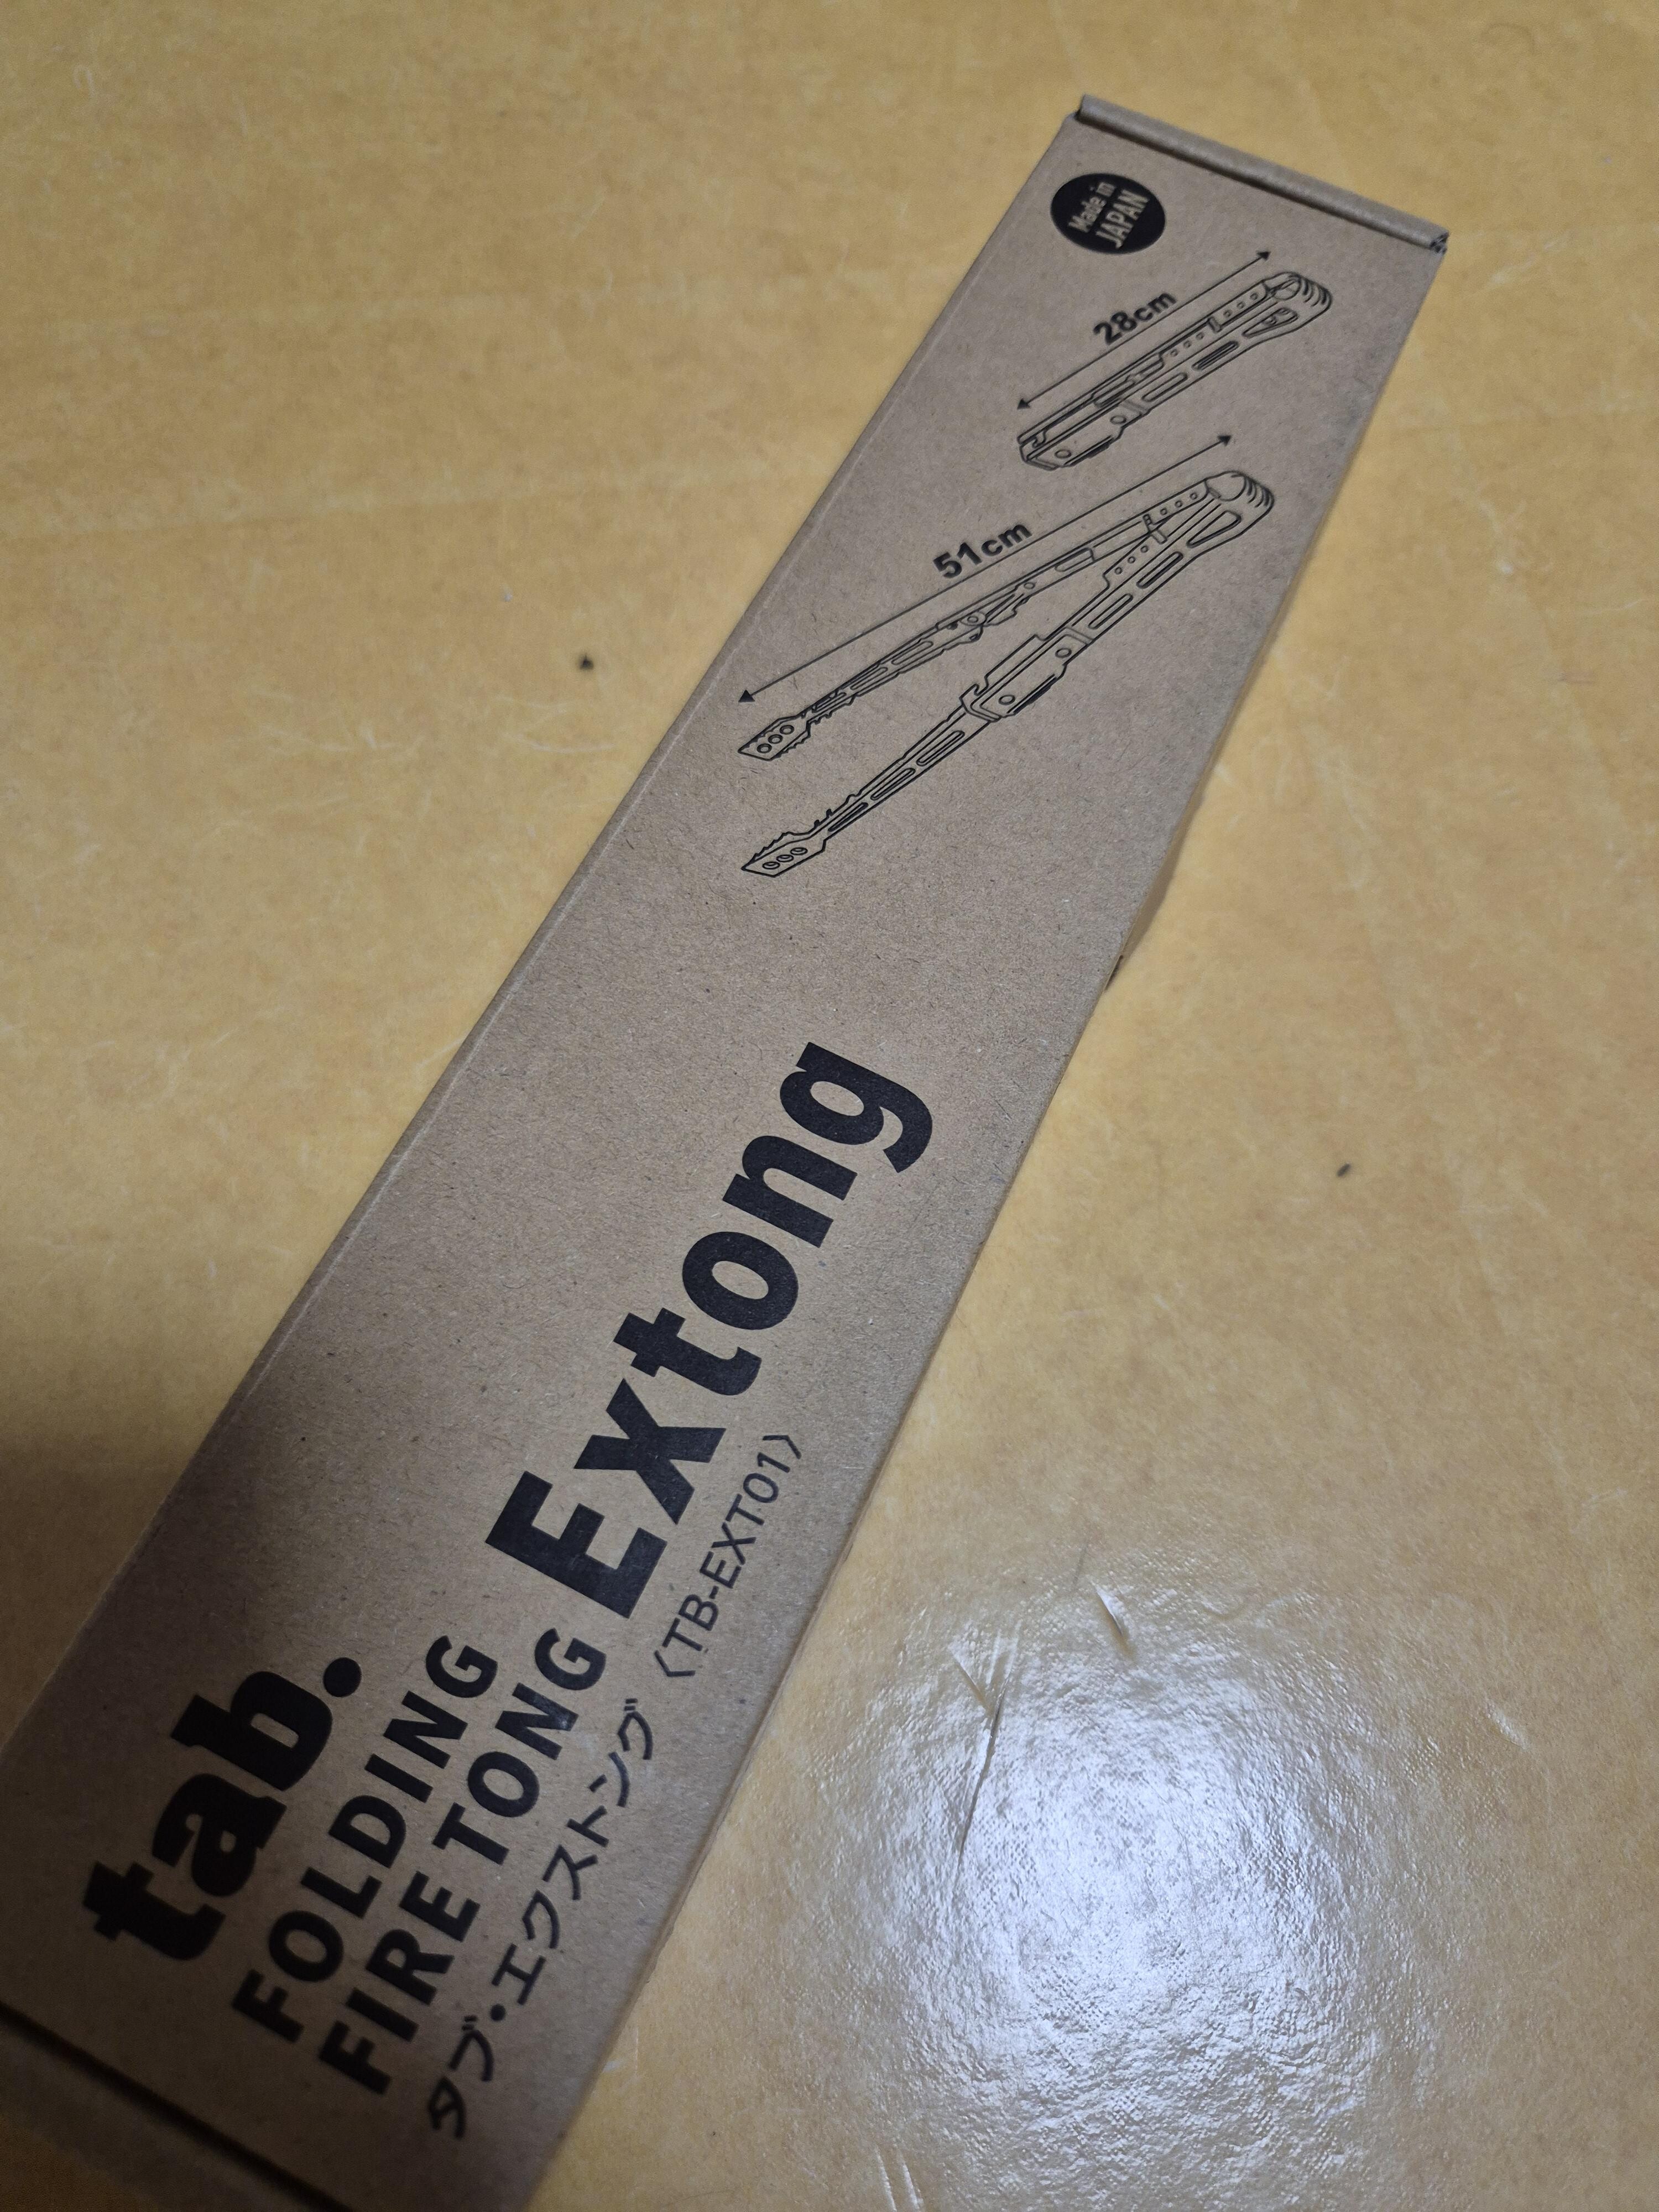 tab.
FOLDING
FIRE TONG Extong
タブ・エクストング〈TB-EXT01〉
51cm
28cm
Made in
JAPAN